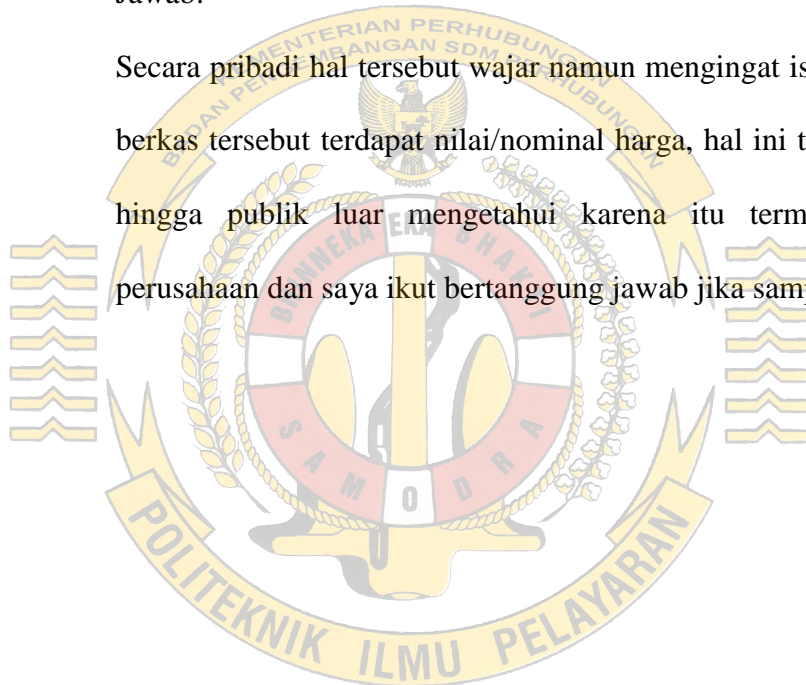 Jawab:
KEMENTERIAN PERHUBUNGAN
BADAN PENGEMBANGAN SDM PERHUBUNGAN
Secara pribadi hal tersebut wajar namun mengingat is
berkas tersebut terdapat nilai/nominal harga, hal ini t
hingga publik luar mengetahui karena itu term
perusahaan dan saya ikut bertanggung jawab jika samp
BHINNEKA EKA BHAKTI
SAMODRA
POLITEKNIK ILMU PELAYARAN